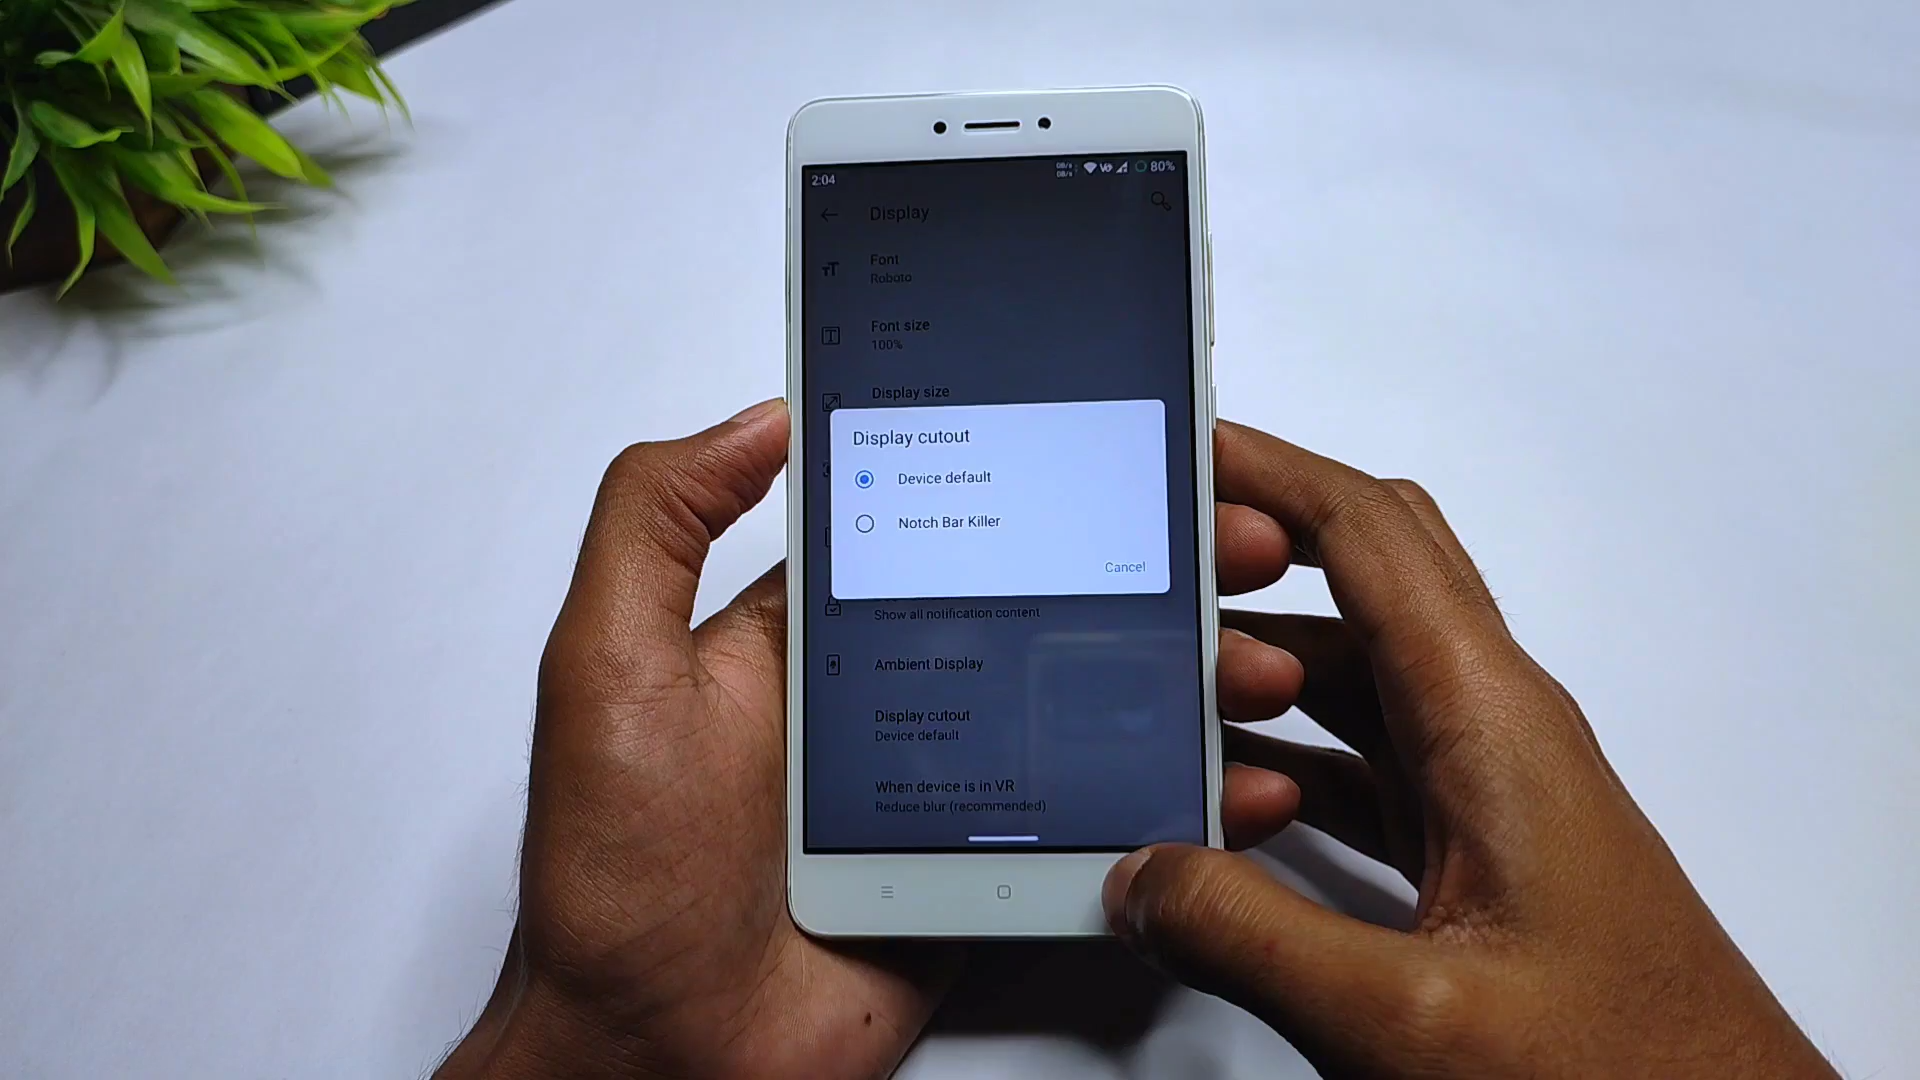 2:04
80%
Display
Font
Roboto
Font size
100%
Display size
Display cutout
Device default
Notch Bar Killer
Cancel
Show all notification content
Ambient Display
Display cutout
Device default
When device is in VR
Reduce blur (recommended)